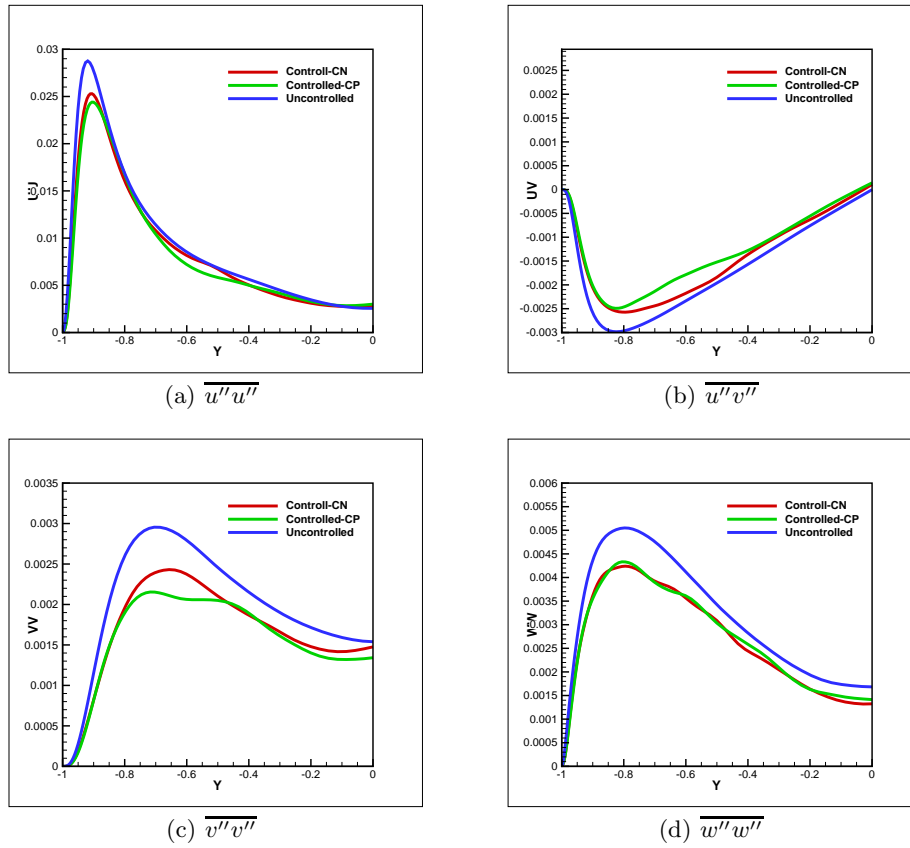 0.03
0.025
0.02
0.015
0.01
0.005
0
-1
-0.8
-0.6
-0.4
-0.2
0
Y
Controll-CN
Controlled-CP
Uncontrolled
(a) u''u''
0.0025
0.002
0.0015
0.001
0.0005
0
-0.0005
-0.001
-0.0015
-0.002
-0.0025
-0.003
UV
-1
-0.8
-0.6
-0.4
-0.2
0
Y
Controll-CN
Controlled-CP
Uncontrolled
(b) u''v''
0.0035
0.003
0.0025
0.002
0.0015
0.001
0.0005
0
VV
-1
-0.8
-0.6
-0.4
-0.2
0
Y
Controll-CN
Controlled-CP
Uncontrolled
(c) v''v''
0.006
0.0055
0.005
0.0045
0.004
0.0035
0.003
0.0025
0.002
0.0015
0.001
0.0005
0
-1
-0.8
-0.6
-0.4
-0.2
0
Y
Controll-CN
Controlled-CP
Uncontrolled
(d) w''w''